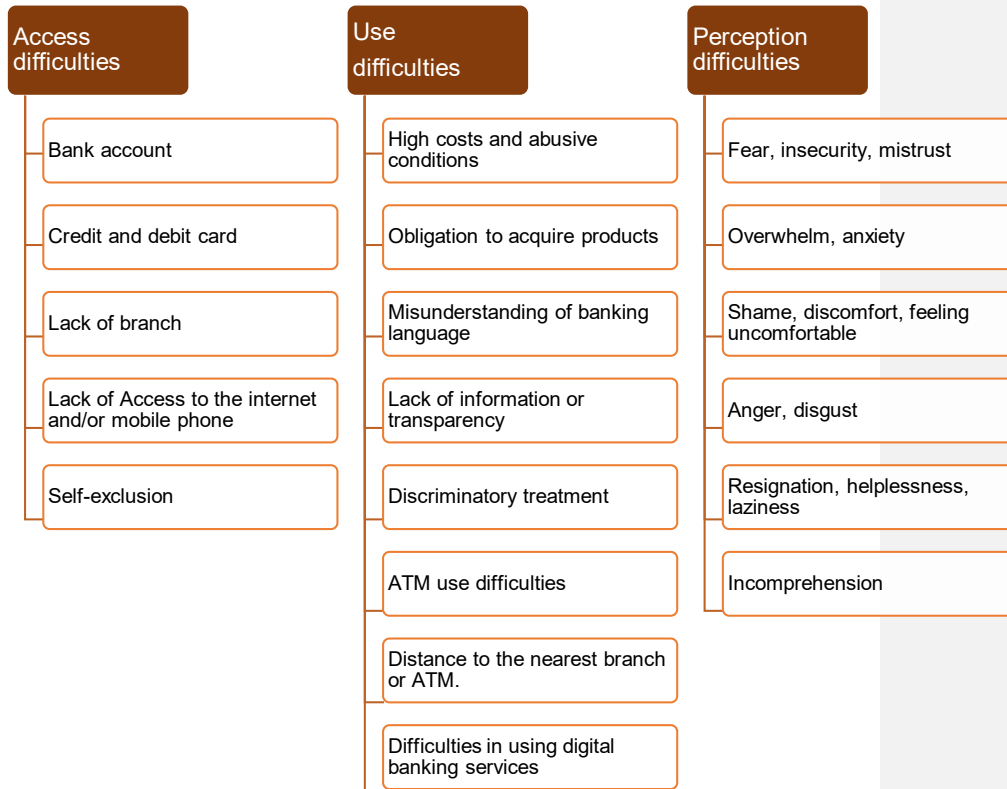 Access
difficulties
Bank account
Credit and debit card
Lack of branch
Lack of Access to the internet
and/or mobile phone
Self-exclusion
Use
difficulties
High costs and abusive
conditions
Obligation to acquire products
Misunderstanding of banking
language
Lack of information or
transparency
Discriminatory treatment
ATM use difficulties
Distance to the nearest branch
or ATM.
Difficulties in using digital
banking services
Perception
difficulties
Fear, insecurity, mistrust
Overwhelm, anxiety
Shame, discomfort, feeling
uncomfortable
Anger, disgust
Resignation, helplessness,
laziness
Incomprehension